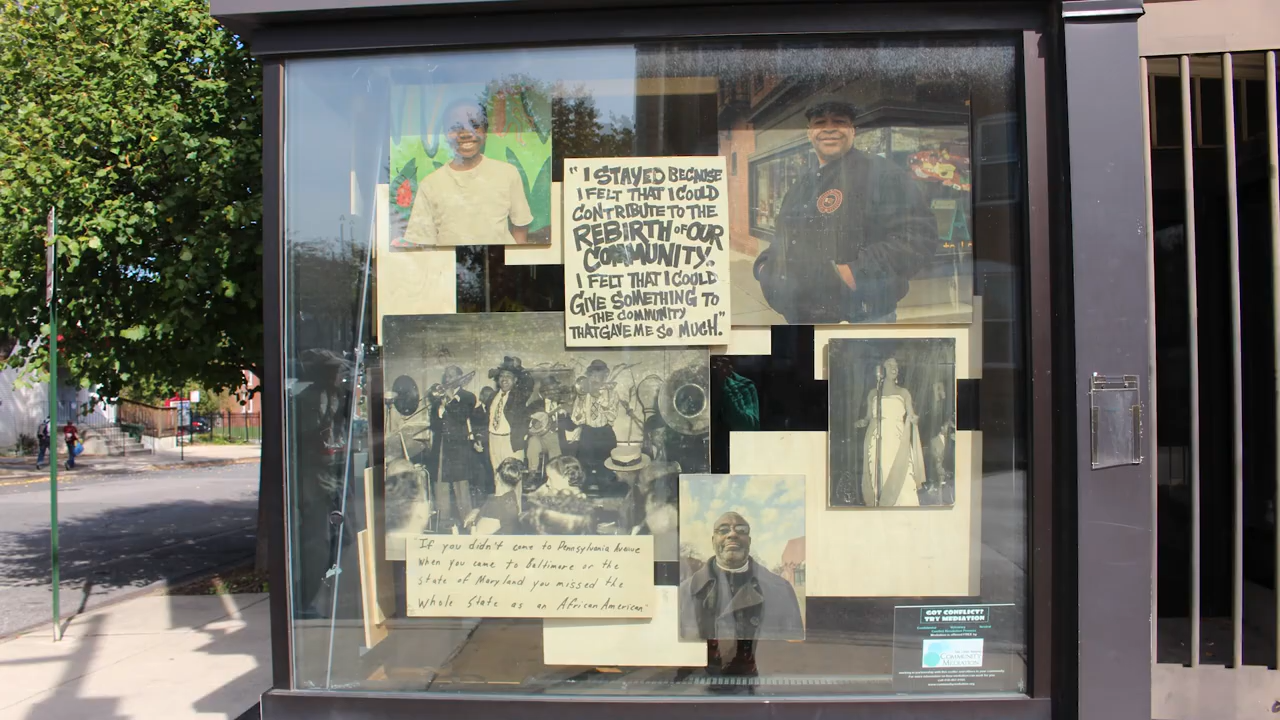 " I STAYED BECAUSE
I FELT THAT I COULD
CONTRIBUTE TO THE
REBIRTH OF OUR
COMMUNITY.
I FELT THAT I COULD
GIVE SOMETHING TO
THE COMMUNITY
THAT GAVE ME SO MUCH."
"If you didn't come to Pennsylvania Avenue
when you came to Baltimore or the
state of Maryland you missed the
Whole State as an African American."
GOT CONFLICT?
TRY MEDIATION
COMMUNITY
MEDIATION